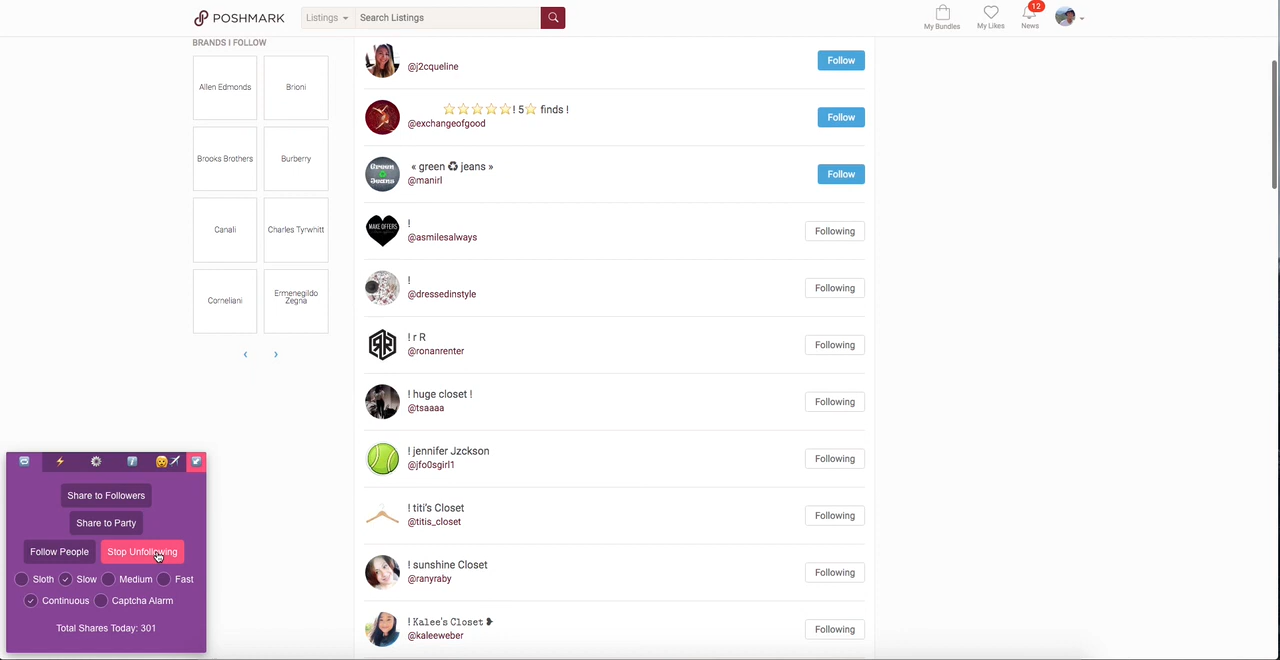 POSHMARK
Listings
Search Listings
12
My Bundles
My Likes
News
BRANDS I FOLLOW
Allen Edmonds
Brioni
Brooks Brothers
Burberry
Canali
Charles Tyrwhitt
Corneliani
Ermenegildo
Zegna
‹ ›
@j2cqueline
Follow
⭐⭐⭐⭐⭐! 5⭐ finds !
@exchangeofgood
Follow
Green
Jeans
« green ♻ jeans »
@manirl
Follow
MAKE OFFERS
!
@asmilesalways
Following
!
@dressedinstyle
Following
! r R
@ronanrenter
Following
! huge closet !
@tsaaaa
Following
! jennifer Jzckson
@jfo0sgirl1
Following
! titi's Closet
@titis_closet
Following
! sunshine Closet
@ranyraby
Following
! Kalee's Closet ❥
@kaleeweber
Following
Share to Followers
Share to Party
Follow People Stop Unfollowing
Sloth Slow Medium Fast
Continuous Captcha Alarm
Total Shares Today: 301